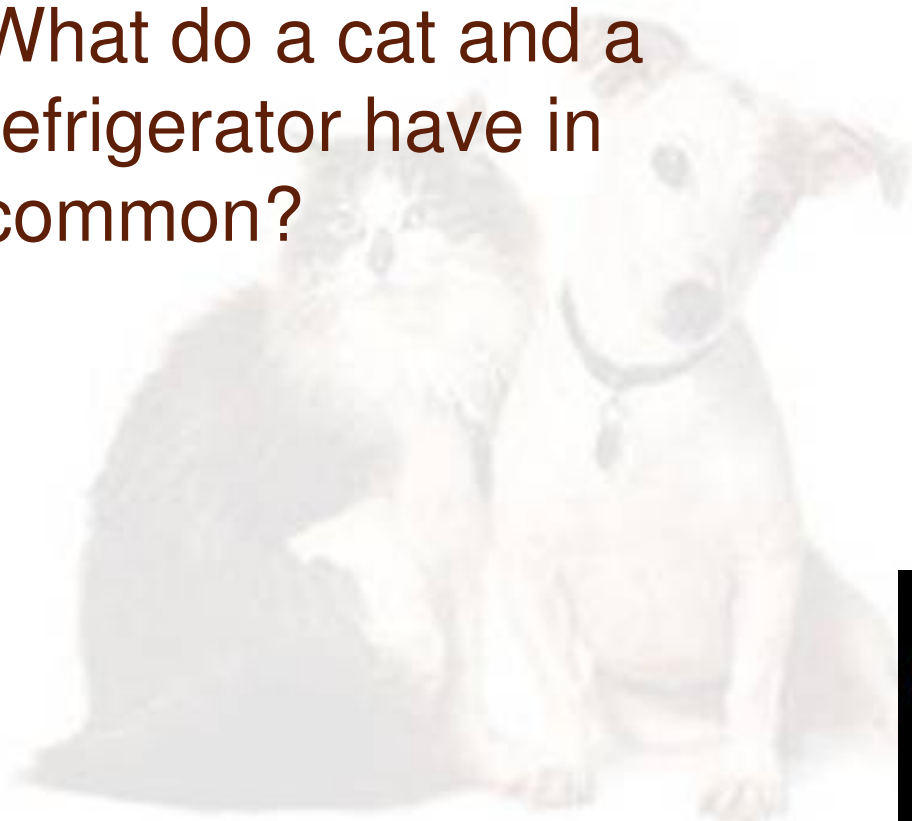 What do a cat and a
efrigerator have in
common?